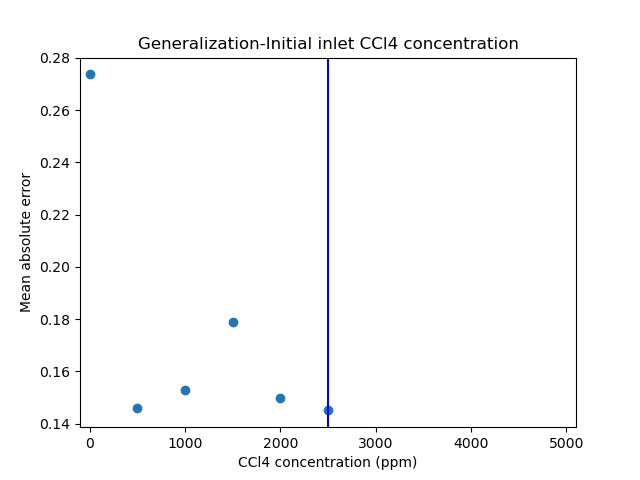 Generalization-Initial inlet CCl4 concentration
0.28
0.26
0.24
0.22
0.20
0.18
0.16
0.14
Mean absolute error
0 1000 2000 3000 4000 5000
CCl4 concentration (ppm)